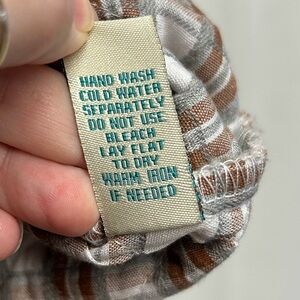 HAND WASH
COLD WATER
SEPARATELY
DO NOT USE
BLEACH
LAY FLAT
TO DRY
WARM IRON
IF NEEDED